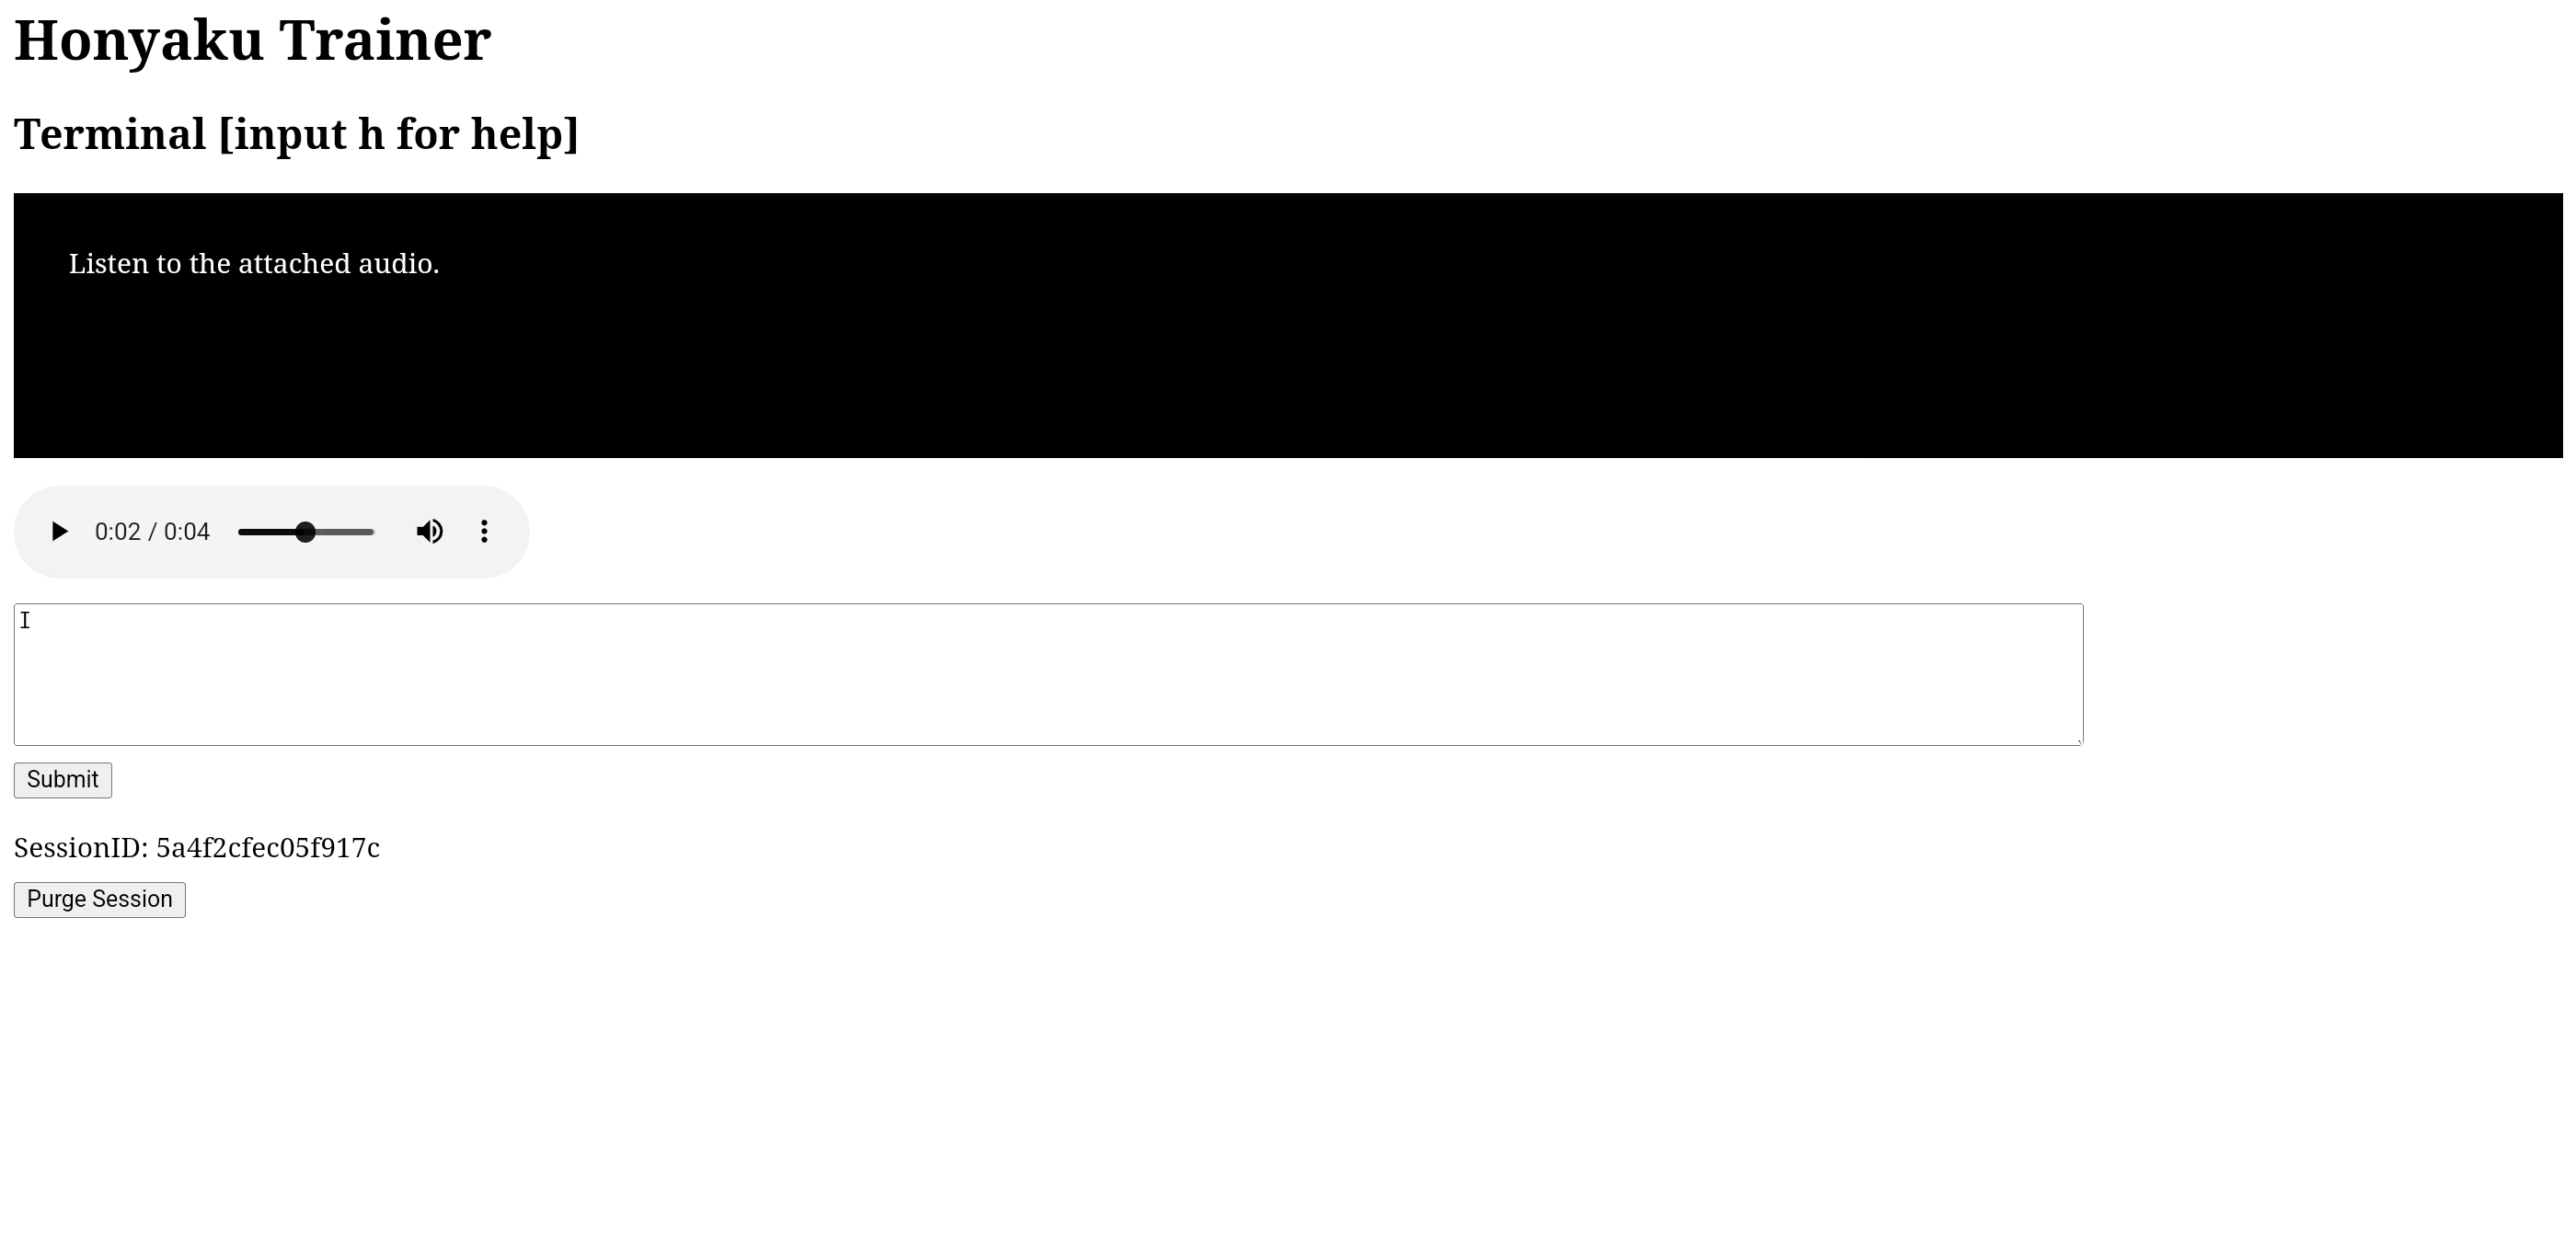 Honyaku Trainer
Terminal [input h for help]
Listen to the attached audio.
0:02 / 0:04
Submit
SessionID: 5a4f2cfec05f917c
Purge Session